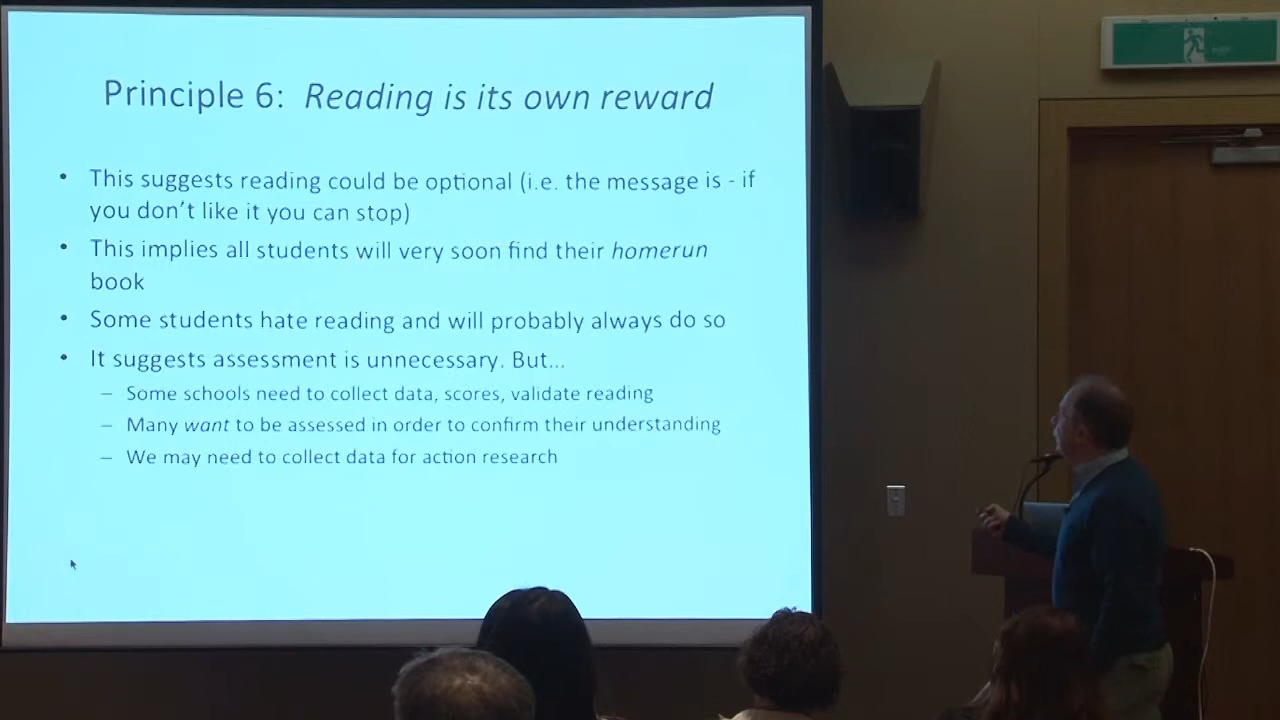 Principle 6: Reading is its own reward
• This suggests reading could be optional (i.e. the message is - if
you don't like it you can stop)
• This implies all students will very soon find their homerun
book
• Some students hate reading and will probably always do so
• It suggests assessment is unnecessary. But...
– Some schools need to collect data, scores, validate reading
– Many want to be assessed in order to confirm their understanding
– We may need to collect data for action research